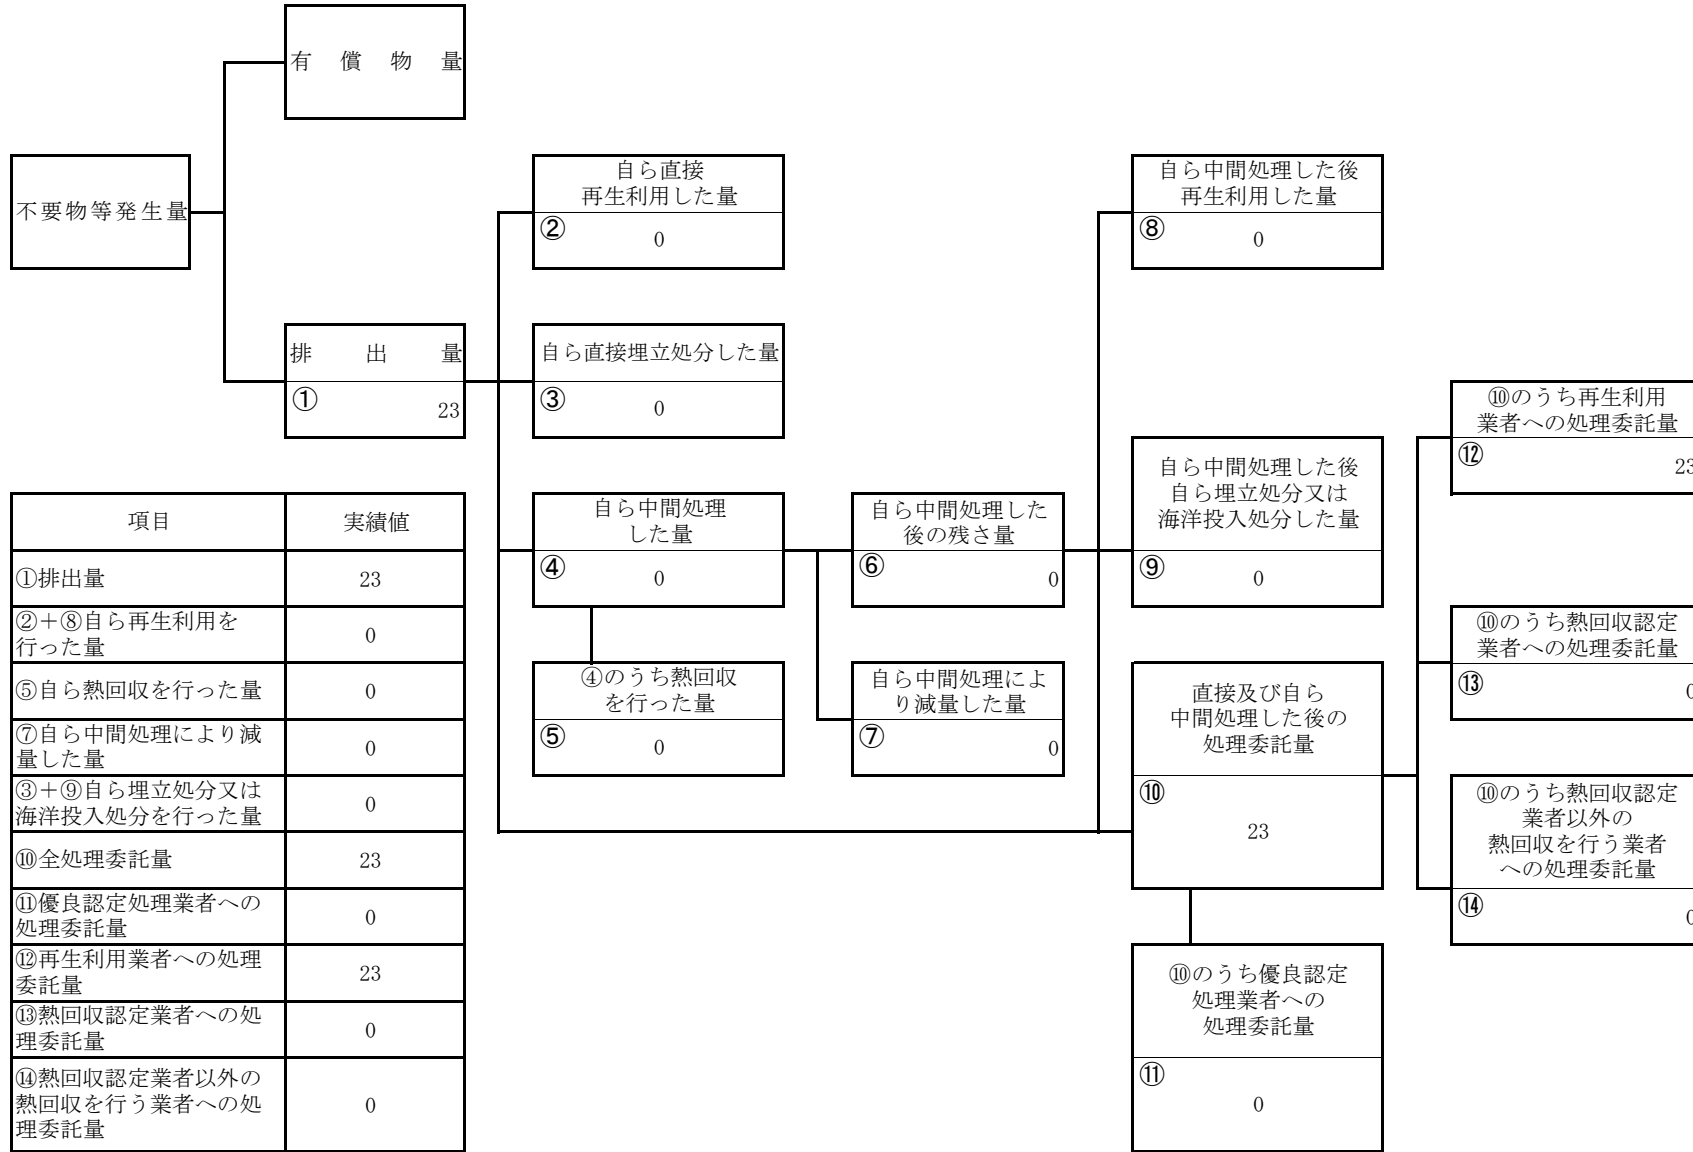 有償物量
不要物等発生量
排出量
①
23
自ら直接
再生利用した量
②
0
自ら直接埋立処分した量
③
0
自ら中間処理
した量
④
0
④のうち熱回収
を行った量
⑤
0
自ら中間処理した
後の残さ量
⑥
0
自ら中間処理によ
り減量した量
⑦
0
自ら中間処理した後
再生利用した量
⑧
0
自ら中間処理した後
自ら埋立処分又は
海洋投入処分した量
⑨
0
直接及び自ら
中間処理した後の
処理委託量
⑩
23
⑩のうち優良認定
処理業者への
処理委託量
⑪
0
⑩のうち再生利用
業者への処理委託量
⑫
23
⑩のうち熱回収認定
業者への処理委託量
⑬
0
⑩のうち熱回収認定
業者以外の
熱回収を行う業者
への処理委託量
⑭
0
項目 実績値
①排出量 23
②+⑧自ら再生利用を
行った量 0
⑤自ら熱回収を行った量 0
⑦自ら中間処理により減
量した量 0
③+⑨自ら埋立処分又は
海洋投入処分を行った量 0
⑩全処理委託量 23
⑪優良認定処理業者への
処理委託量 0
⑫再生利用業者への処理
委託量 23
⑬熱回収認定業者への処
理委託量 0
⑭熱回収認定業者以外の
熱回収を行う業者への処
理委託量 0